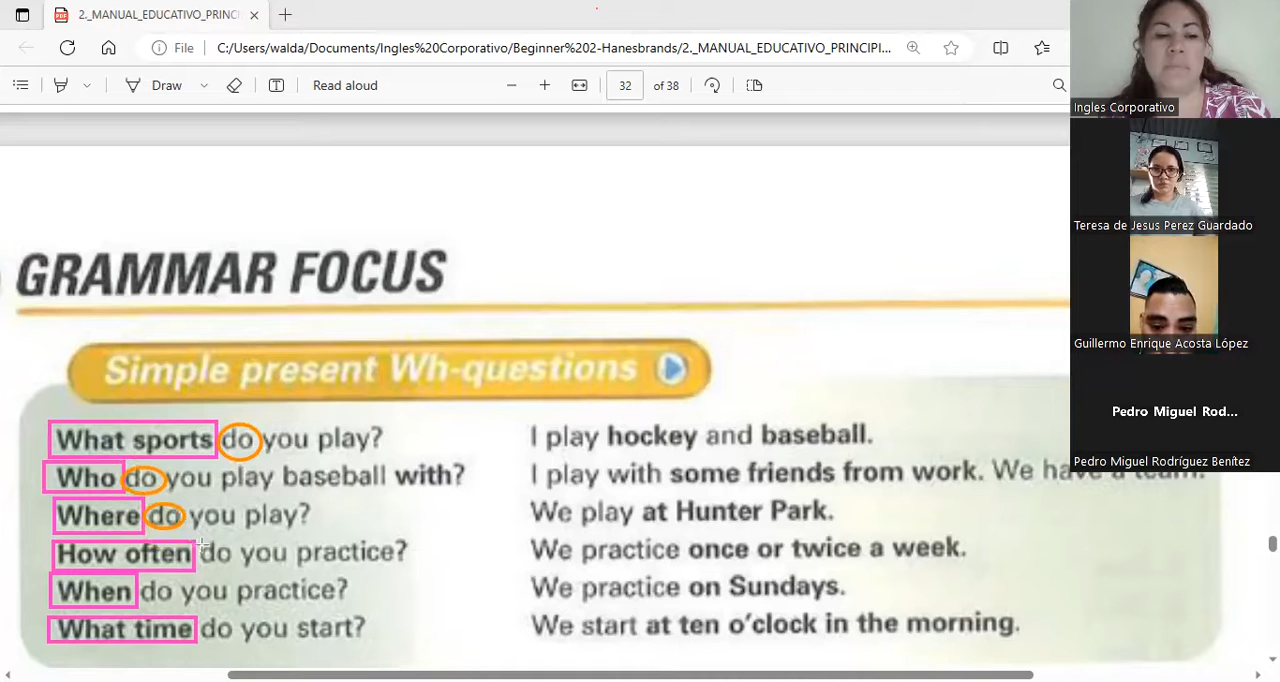 2._MANUAL_EDUCATIVO_PRINCI
File
C:/Users/walda/Documents/Ingles%20Corporativo/Beginner%202-Hanesbrands/2._MANUAL_EDUCATIVO_PRINCIPI...
Draw
Read aloud
32 of 38
Ingles Corporativo
Teresa de Jesus Perez Guardado
Guillermo Enrique Acosta López
Pedro Miguel Rod...
Pedro Miguel Rodríguez Benítez
GRAMMAR FOCUS
Simple present Wh-questions
What sports do you play? I play hockey and baseball.
Who do you play baseball with? I play with some friends from work. We have a team.
Where do you play? We play at Hunter Park.
How often do you practice? We practice once or twice a week.
When do you practice? We practice on Sundays.
What time do you start? We start at ten o'clock in the morning.